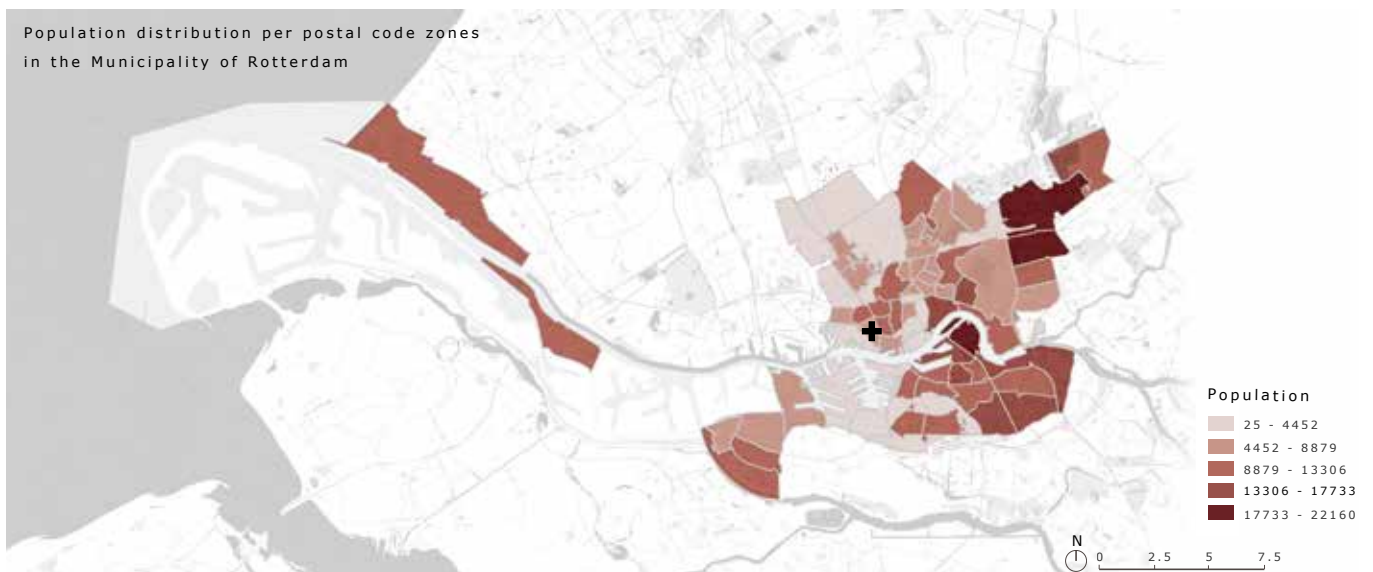 Population distribution per postal code zones
in the Municipality of Rotterdam
Population
25 - 4452
4452 - 8879
8879 - 13306
13306 - 17733
17733 - 22160
N
0 2.5 5 7.5